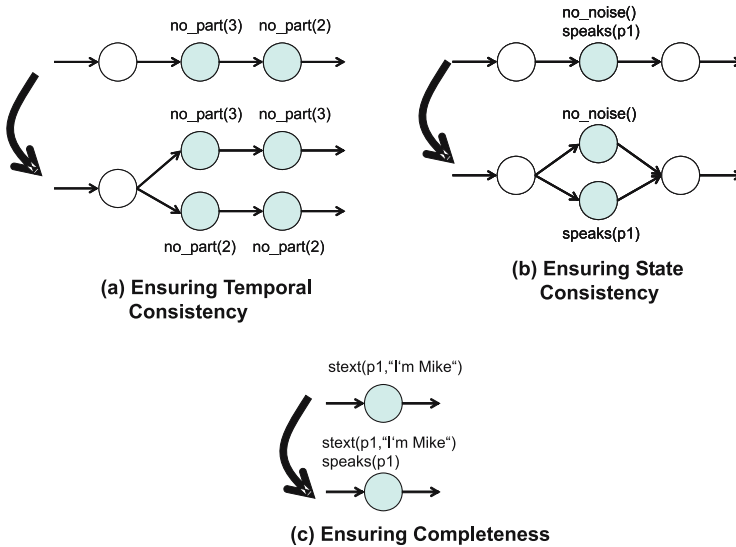 no_part(3) no_part(2)
no_part(3) no_part(3)
no_part(2) no_part(2)
(a) Ensuring Temporal
Consistency
no_noise()
speaks(p1)
no_noise()
speaks(p1)
(b) Ensuring State
Consistency
stext(p1,“I‘m Mike“)
stext(p1,“I‘m Mike“)
speaks(p1)
(c) Ensuring Completeness